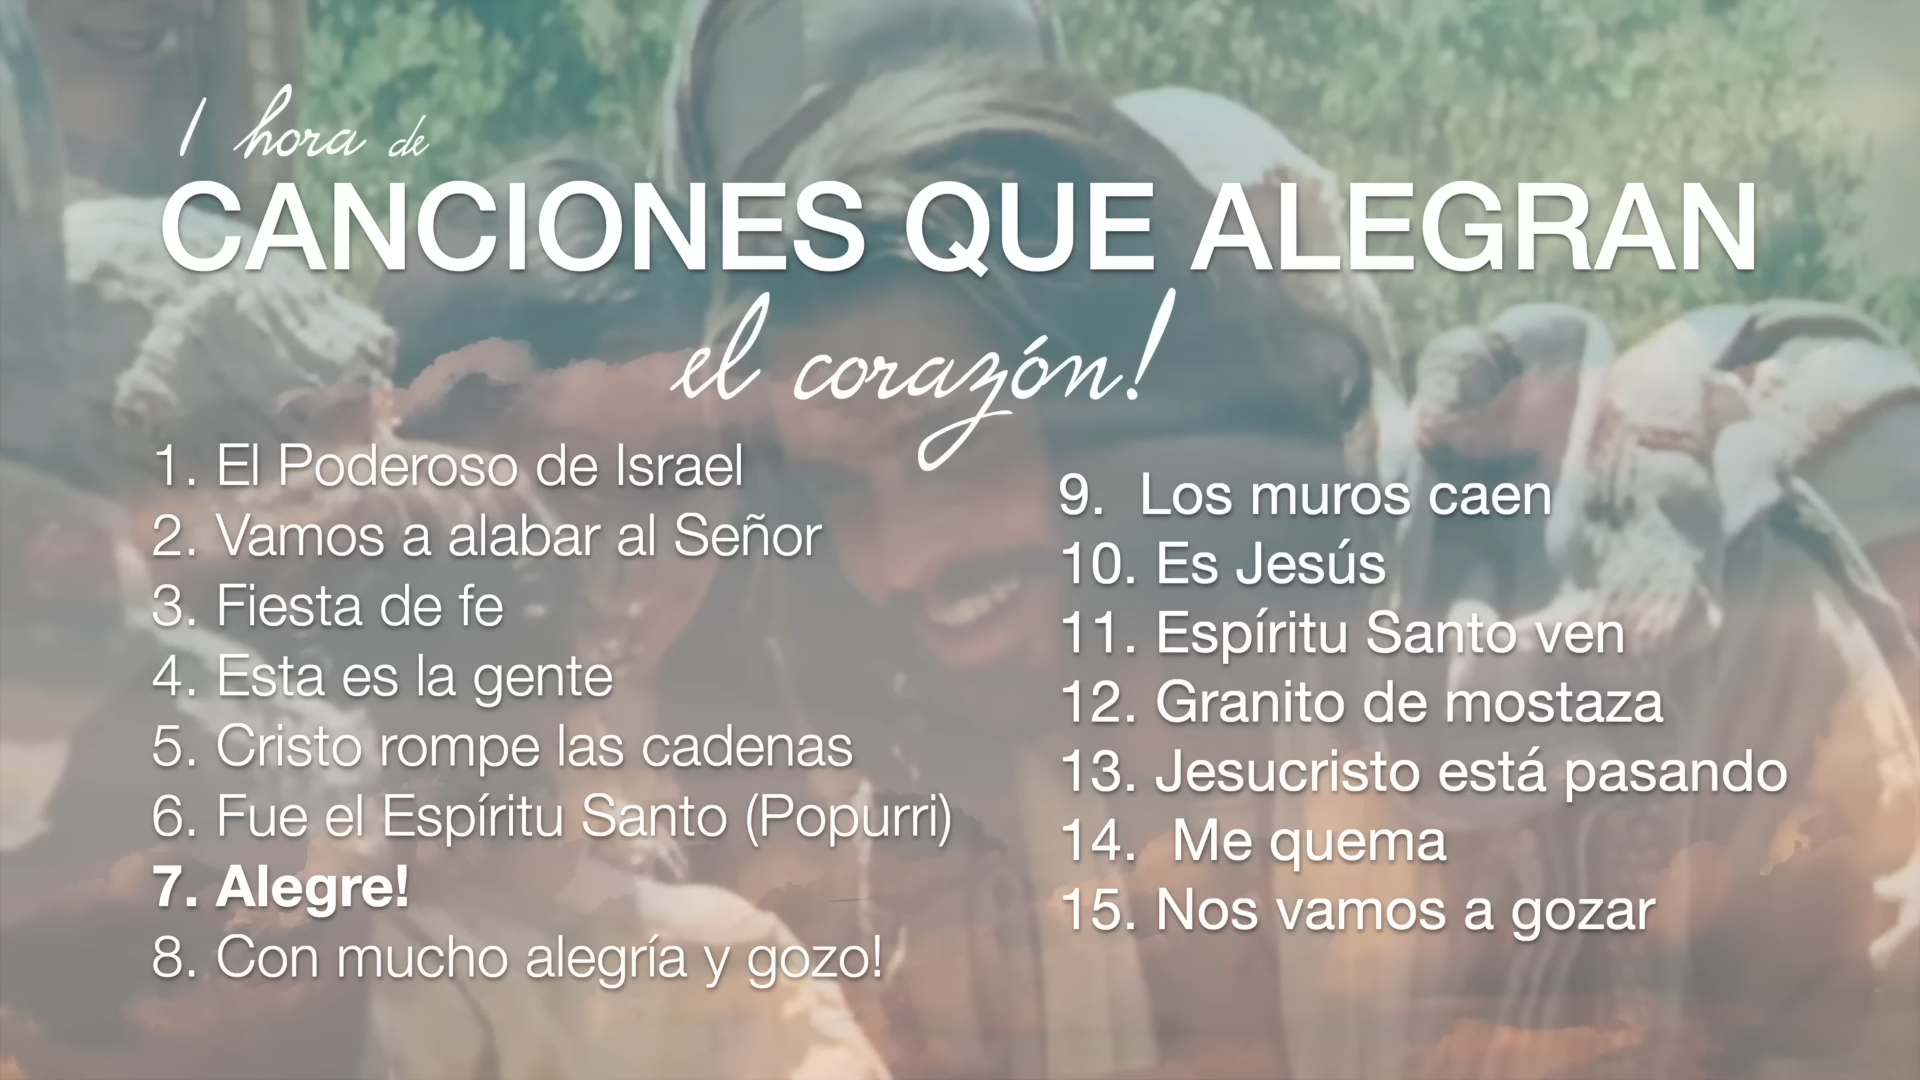 1 hora de
CANCIONES QUE ALEGRAN
el corazón!
1. El Poderoso de Israel
2. Vamos a alabar al Señor
3. Fiesta de fe
4. Esta es la gente
5. Cristo rompe las cadenas
6. Fue el Espíritu Santo (Popurri)
7. Alegre!
8. Con mucho alegría y gozo!
9. Los muros caen
10. Es Jesús
11. Espíritu Santo ven
12. Granito de mostaza
13. Jesucristo está pasando
14. Me quema
15. Nos vamos a gozar